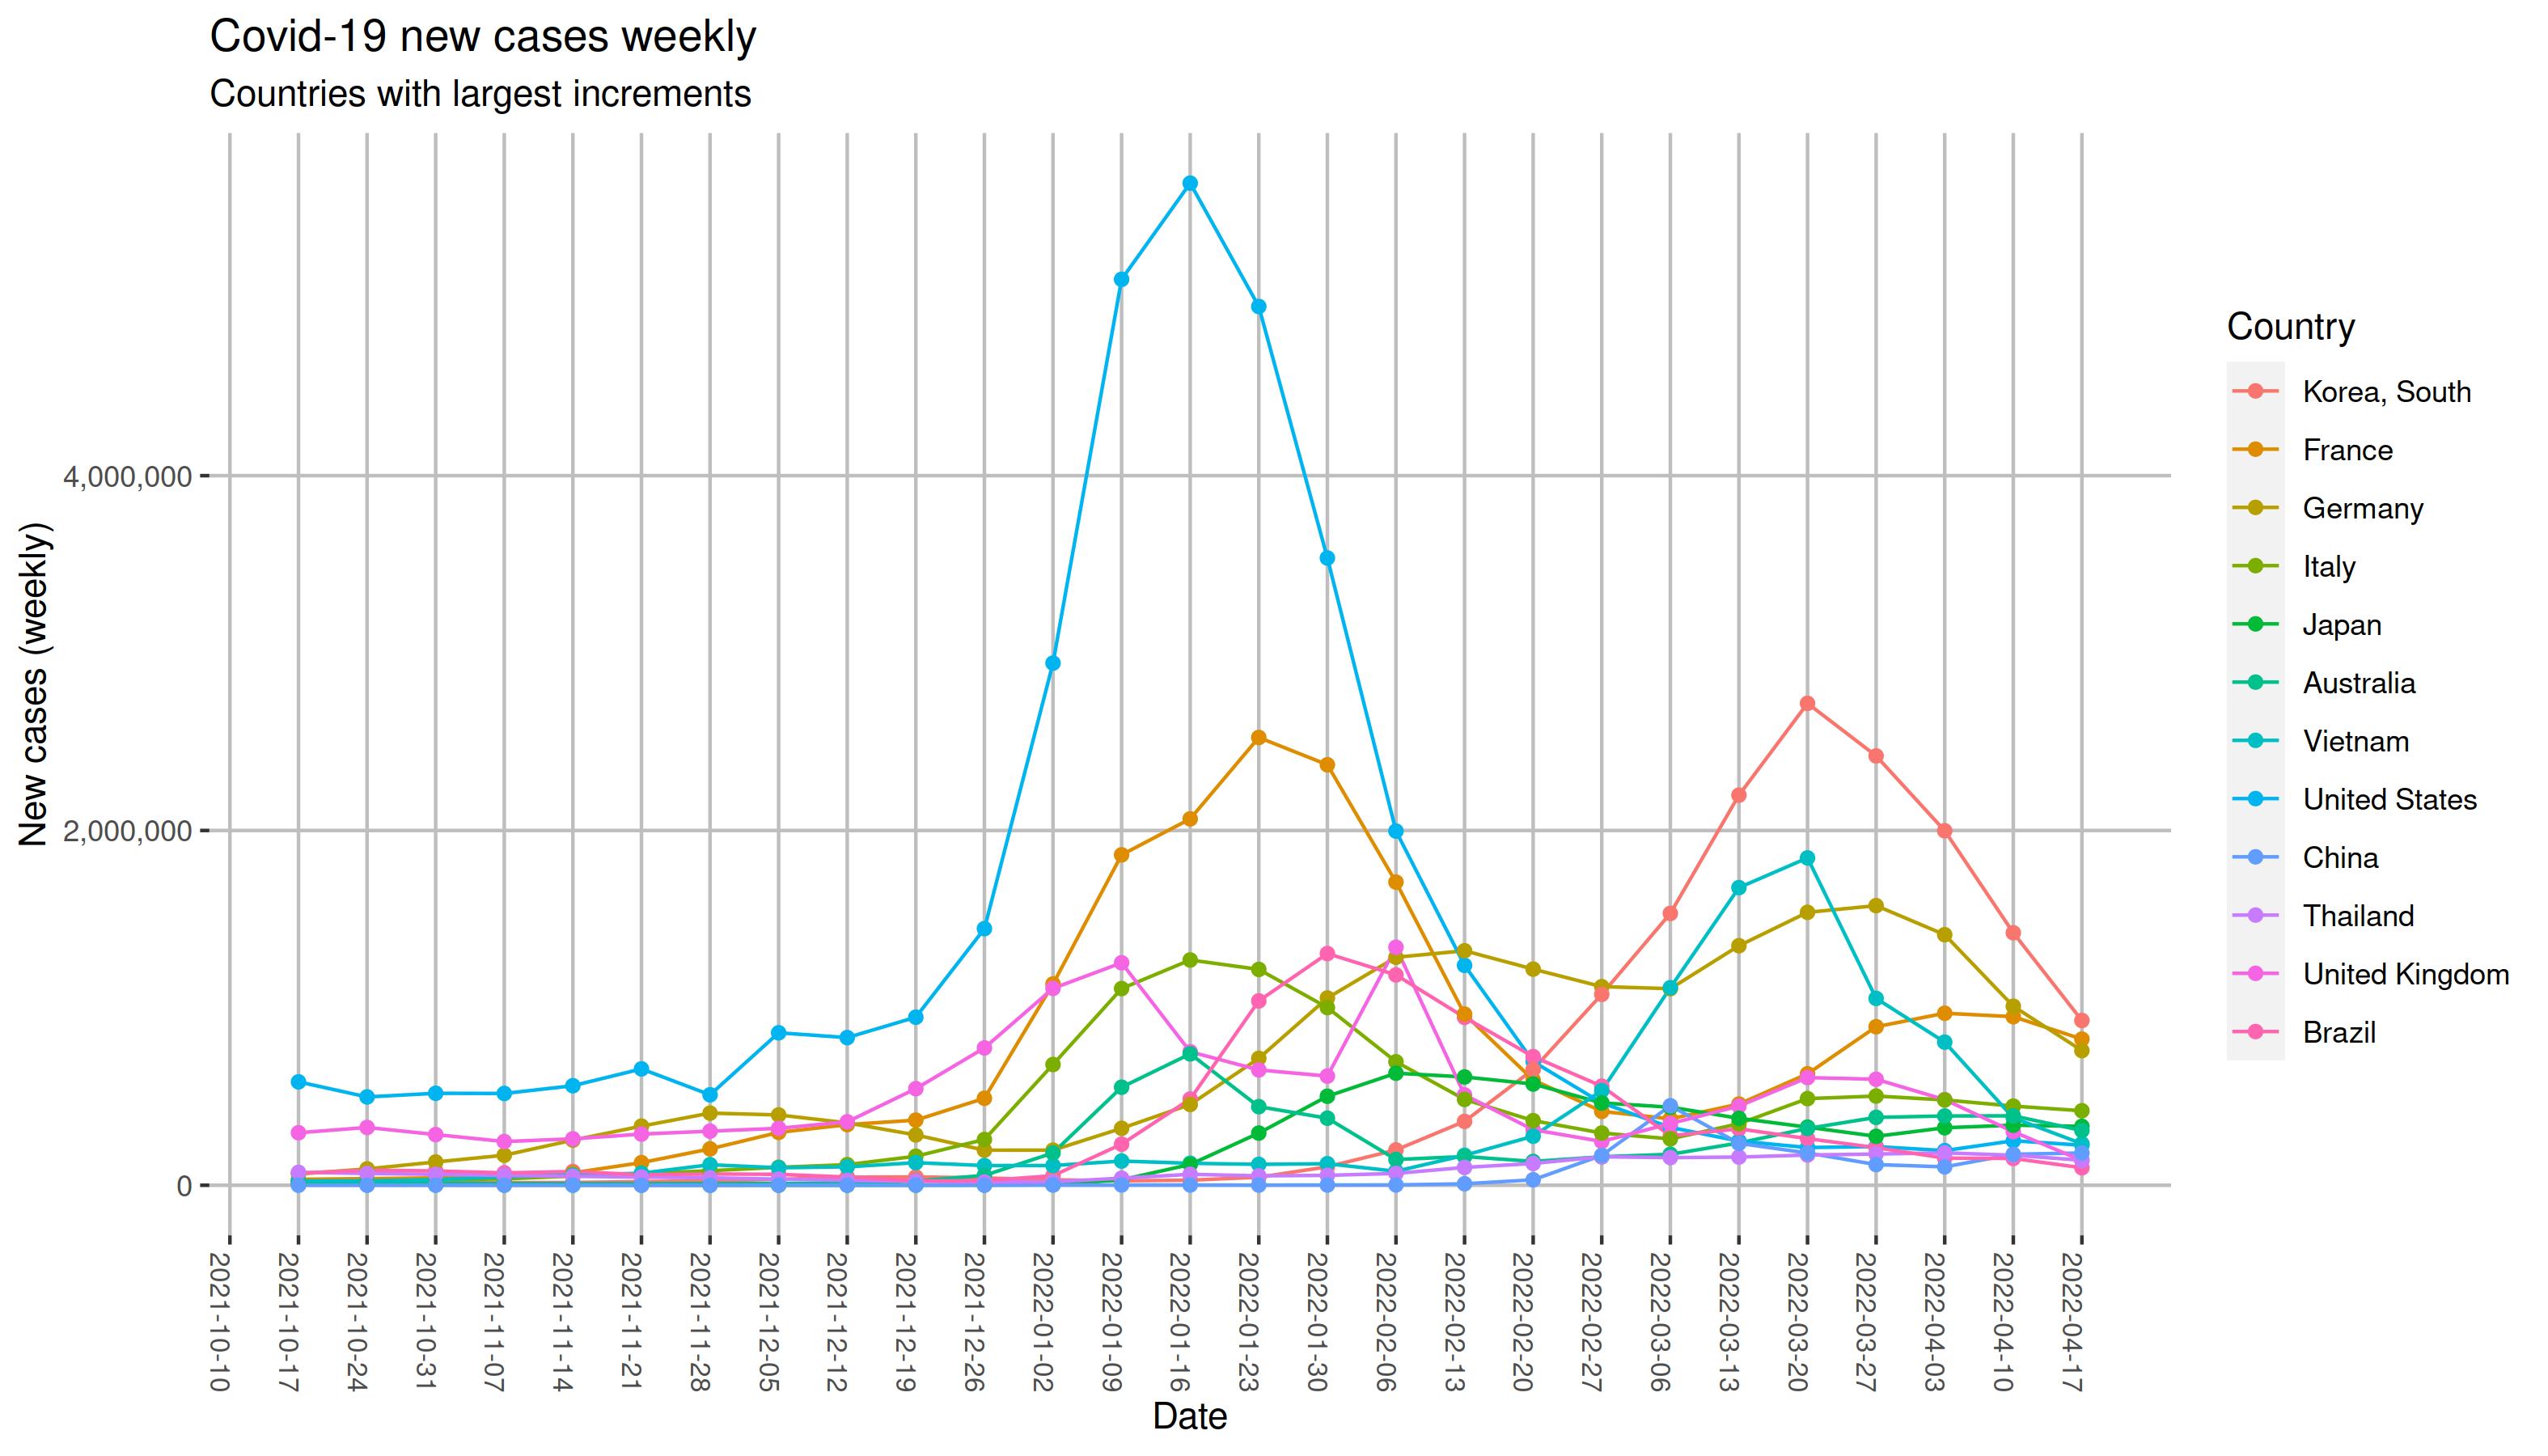 Covid-19 new cases weekly
Countries with largest increments
New cases (weekly)
4,000,000
2,000,000
0
2021-10-10
2021-10-17
2021-10-24
2021-10-31
2021-11-07
2021-11-14
2021-11-21
2021-11-28
2021-12-05
2021-12-12
2021-12-19
2021-12-26
2022-01-02
2022-01-09
2022-01-16
2022-01-23
2022-01-30
2022-02-06
2022-02-13
2022-02-20
2022-02-27
2022-03-06
2022-03-13
2022-03-20
2022-03-27
2022-04-03
2022-04-10
2022-04-17
Date
Country
Korea, South
France
Germany
Italy
Japan
Australia
Vietnam
United States
China
Thailand
United Kingdom
Brazil